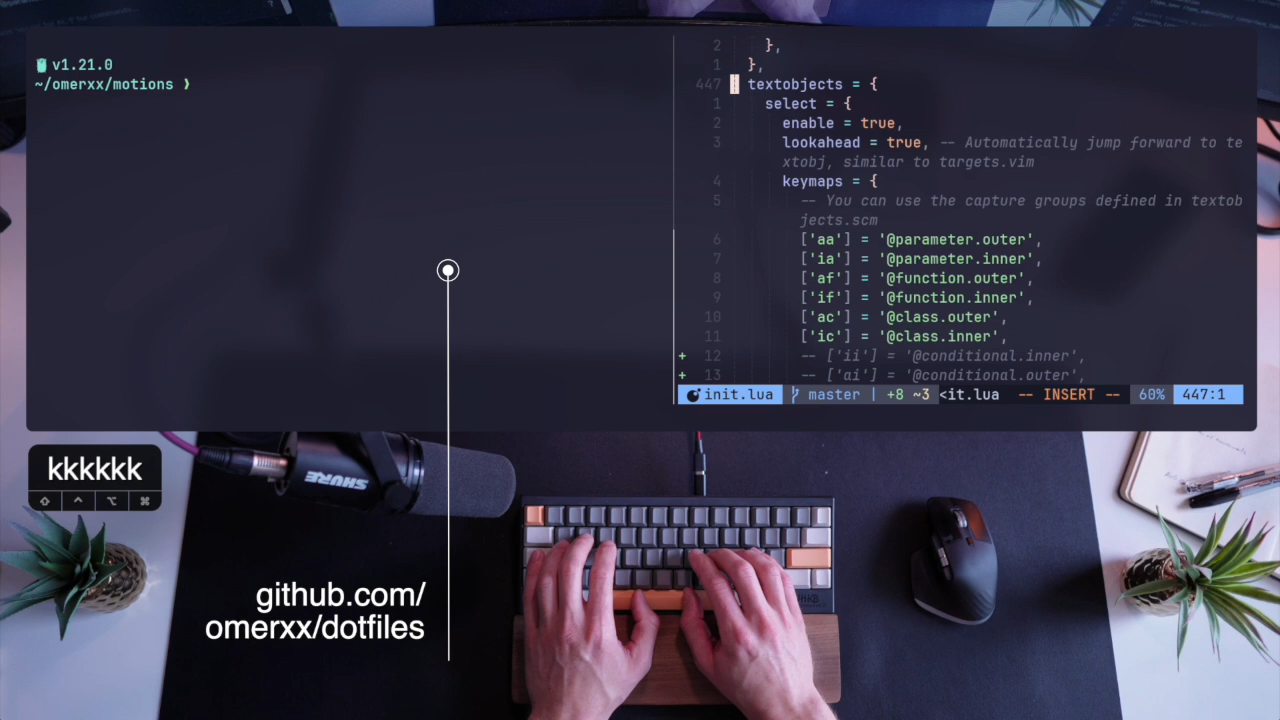 v1.21.0
~/omerxx/motions ❯
2 },
1 },
447 textobjects = {
1 select = {
2 enable = true,
3 lookahead = true, -- Automatically jump forward to te
xtobj, similar to targets.vim
4 keymaps = {
5 -- You can use the capture groups defined in textob
jects.scm
6 ['aa'] = '@parameter.outer',
7 ['ia'] = '@parameter.inner',
8 ['af'] = '@function.outer',
9 ['if'] = '@function.inner',
10 ['ac'] = '@class.outer',
11 ['ic'] = '@class.inner',
+ 12 -- ['ii'] = '@conditional.inner',
+ 13 -- ['ai'] = '@conditional.outer',
init.lua master | +8 ~3 <it.lua -- INSERT -- 60% 447:1
kkkkkk
SHURE
github.com/
omerxx/dotfiles